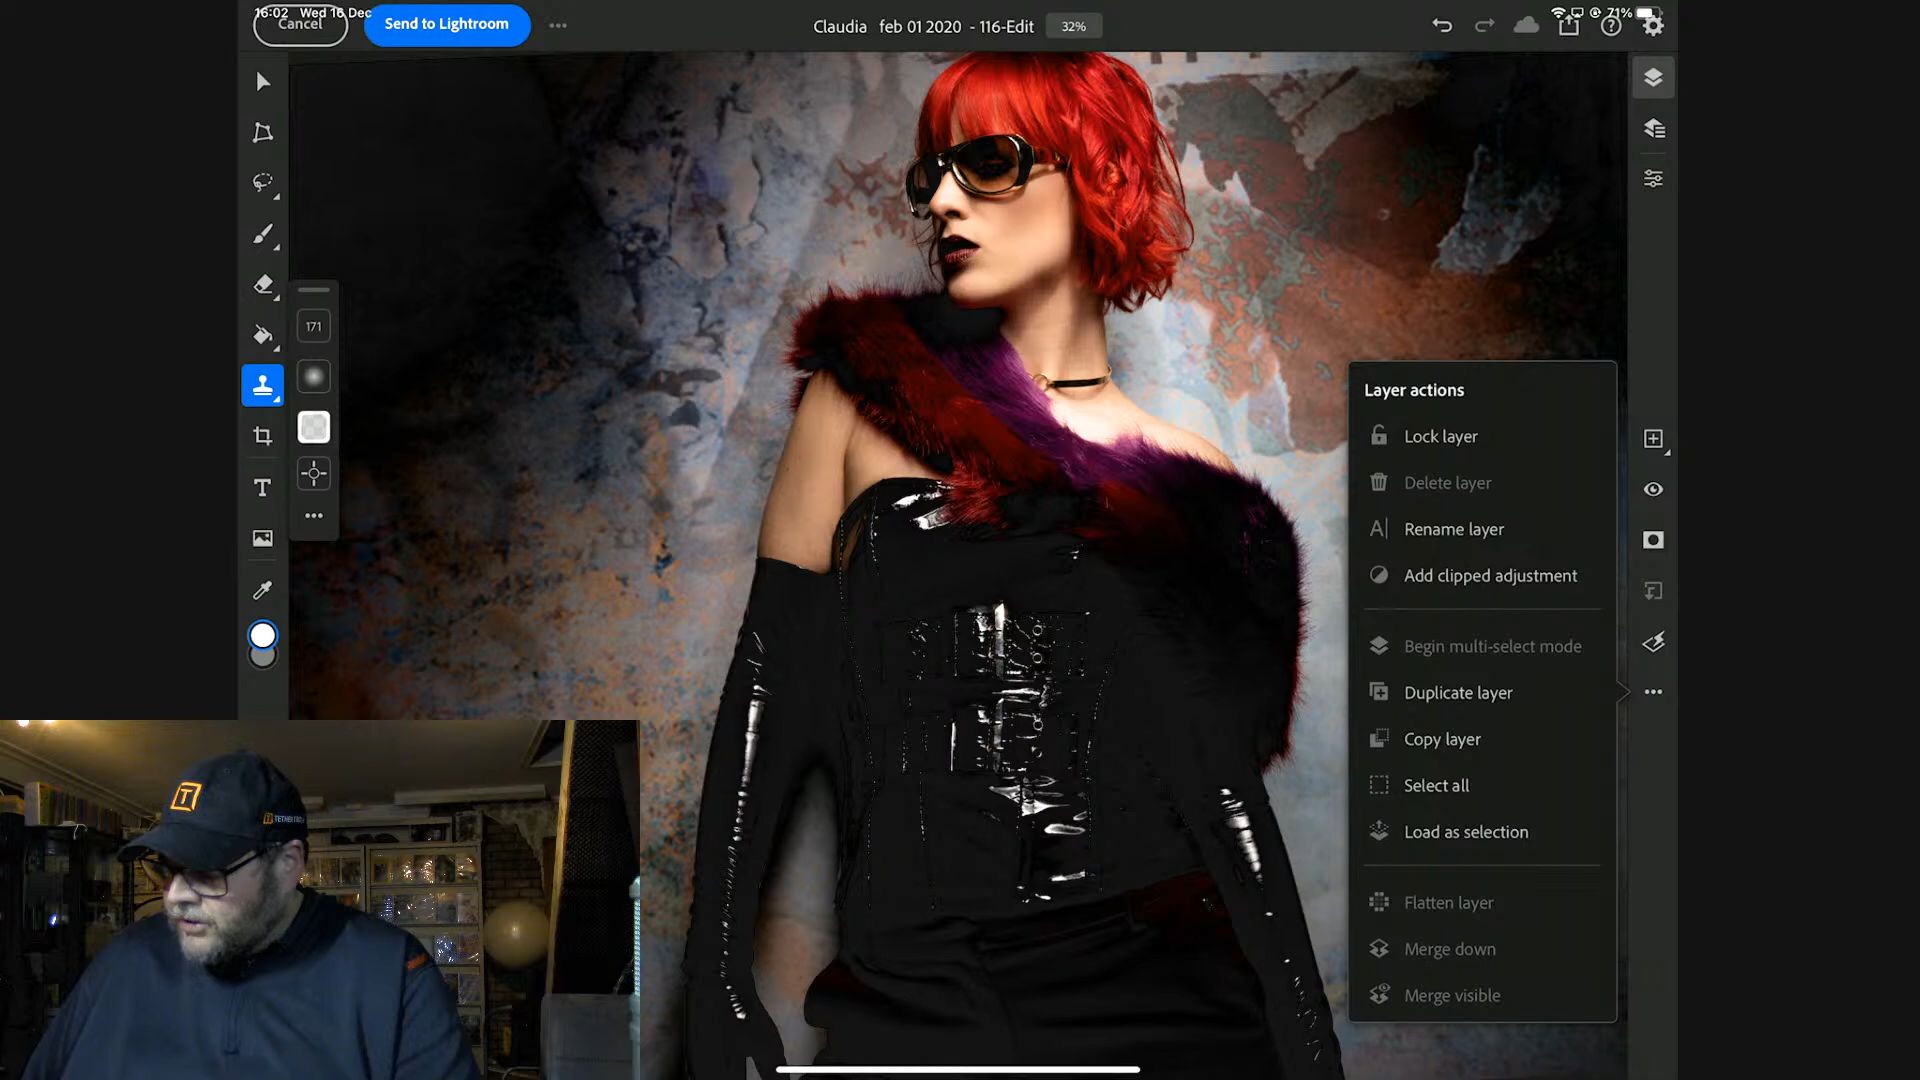 16:02 Wed 16 Dec
71%
Cancel
Send to Lightroom
Claudia feb 01 2020 - 116-Edit
32%
171
T
Layer actions
Lock layer
Delete layer
Rename layer
Add clipped adjustment
Begin multi-select mode
Duplicate layer
Copy layer
Select all
Load as selection
Flatten layer
Merge down
Merge visible
T